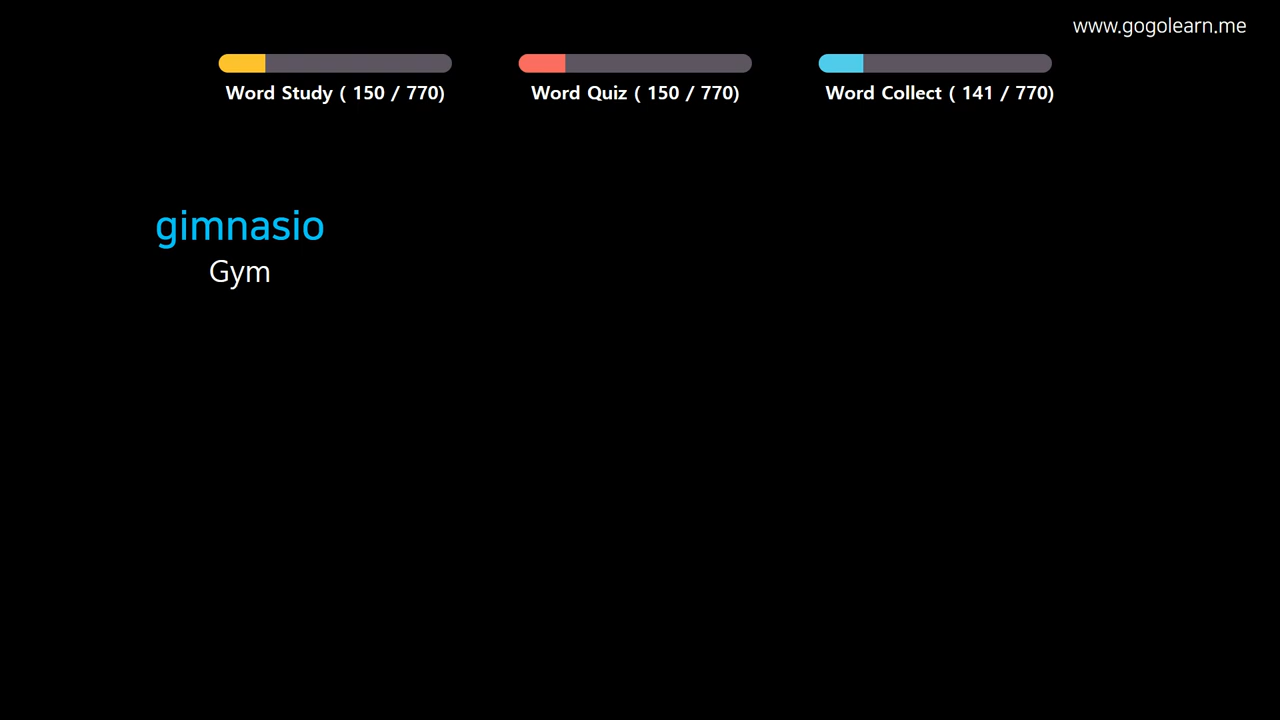 www.gogolearn.me
Word Study ( 150 / 770)
Word Quiz ( 150 / 770)
Word Collect ( 141 / 770)
gimnasio
Gym